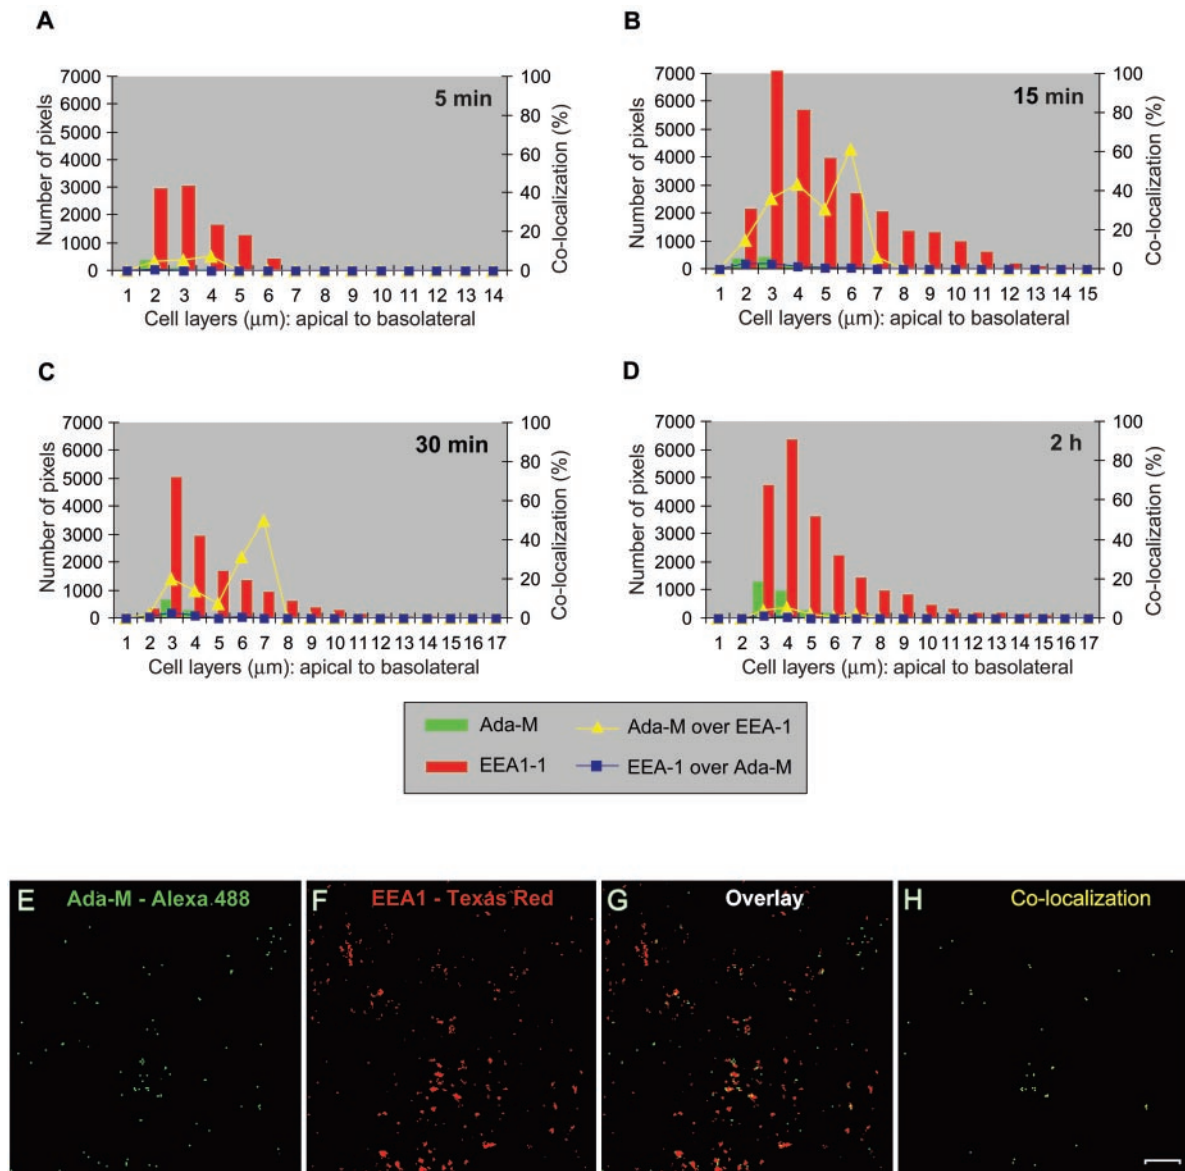 A
B
7000
6000
5000
4000
3000
2000
1000
0
Number of pixels
5 min
100
80
60
40
20
0
Co-localization (%)
1 2 3 4 5 6 7 8 9 10 11 12 13 14
Cell layers (μm): apical to basolateral
7000
6000
5000
4000
3000
2000
1000
0
Number of pixels
15 min
100
80
60
40
20
0
Co-localization (%)
1 2 3 4 5 6 7 8 9 10 11 12 13 14 15
Cell layers (μm): apical to basolateral
C
D
7000
6000
5000
4000
3000
2000
1000
0
Number of pixels
30 min
100
80
60
40
20
0
Co-localization (%)
1 2 3 4 5 6 7 8 9 10 11 12 13 14 15 16 17
Cell layers (μm): apical to basolateral
7000
6000
5000
4000
3000
2000
1000
0
Number of pixels
2 h
100
80
60
40
20
0
Co-localization (%)
1 2 3 4 5 6 7 8 9 10 11 12 13 14 15 16 17
Cell layers (μm): apical to basolateral
Ada-M
Ada-M over EEA-1
EEA1-1
EEA-1 over Ada-M
E Ada-M - Alexa 488
F EEA1 - Texas Red
G Overlay
H Co-localization